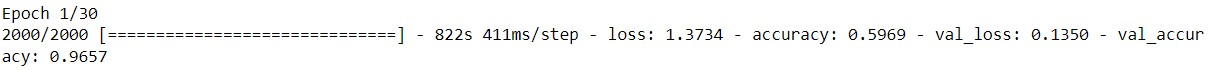 Epoch 1/30
2000/2000 [==============================] - 822s 411ms/step - loss: 1.3734 - accuracy: 0.5969 - val_loss: 0.1350 - val_accur
acy: 0.9657